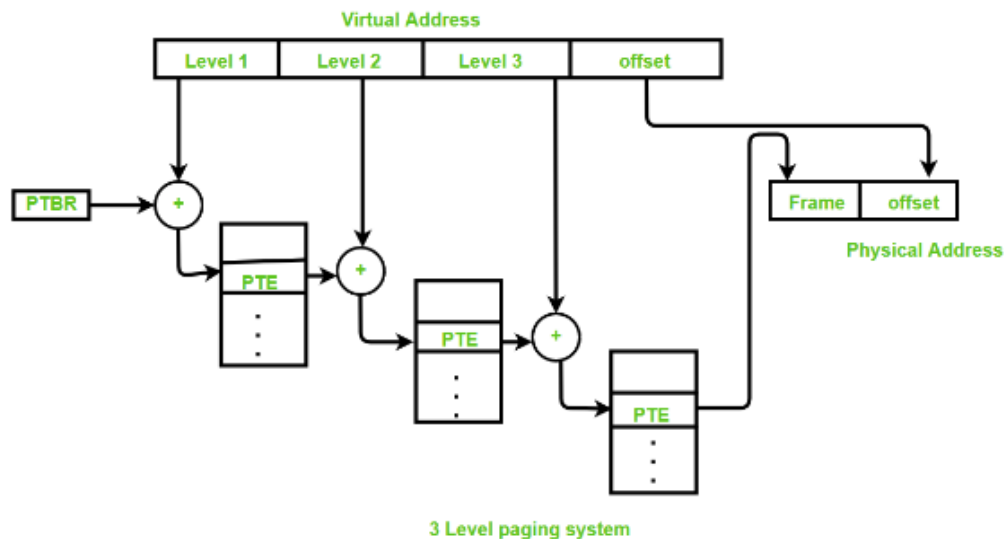 Virtual Address
Level 1 Level 2 Level 3 offset
PTBR + Frame offset
Physical Address
PTE +
PTE +
PTE
3 Level paging system